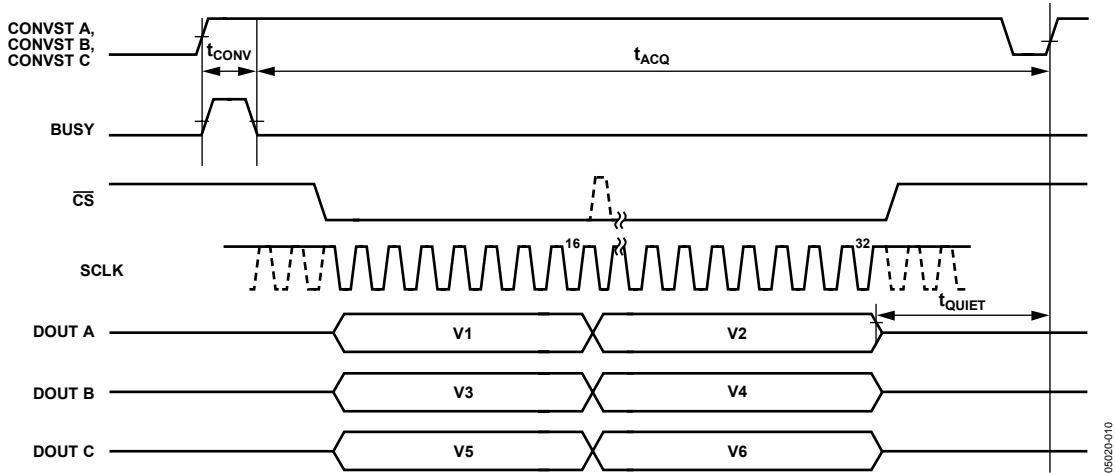 CONVST A,
CONVST B,
CONVST C
tCONV
tACQ
BUSY
CS
SCLK
16
32
tQUIET
DOUT A
V1
V2
DOUT B
V3
V4
DOUT C
V5
V6
05020-010